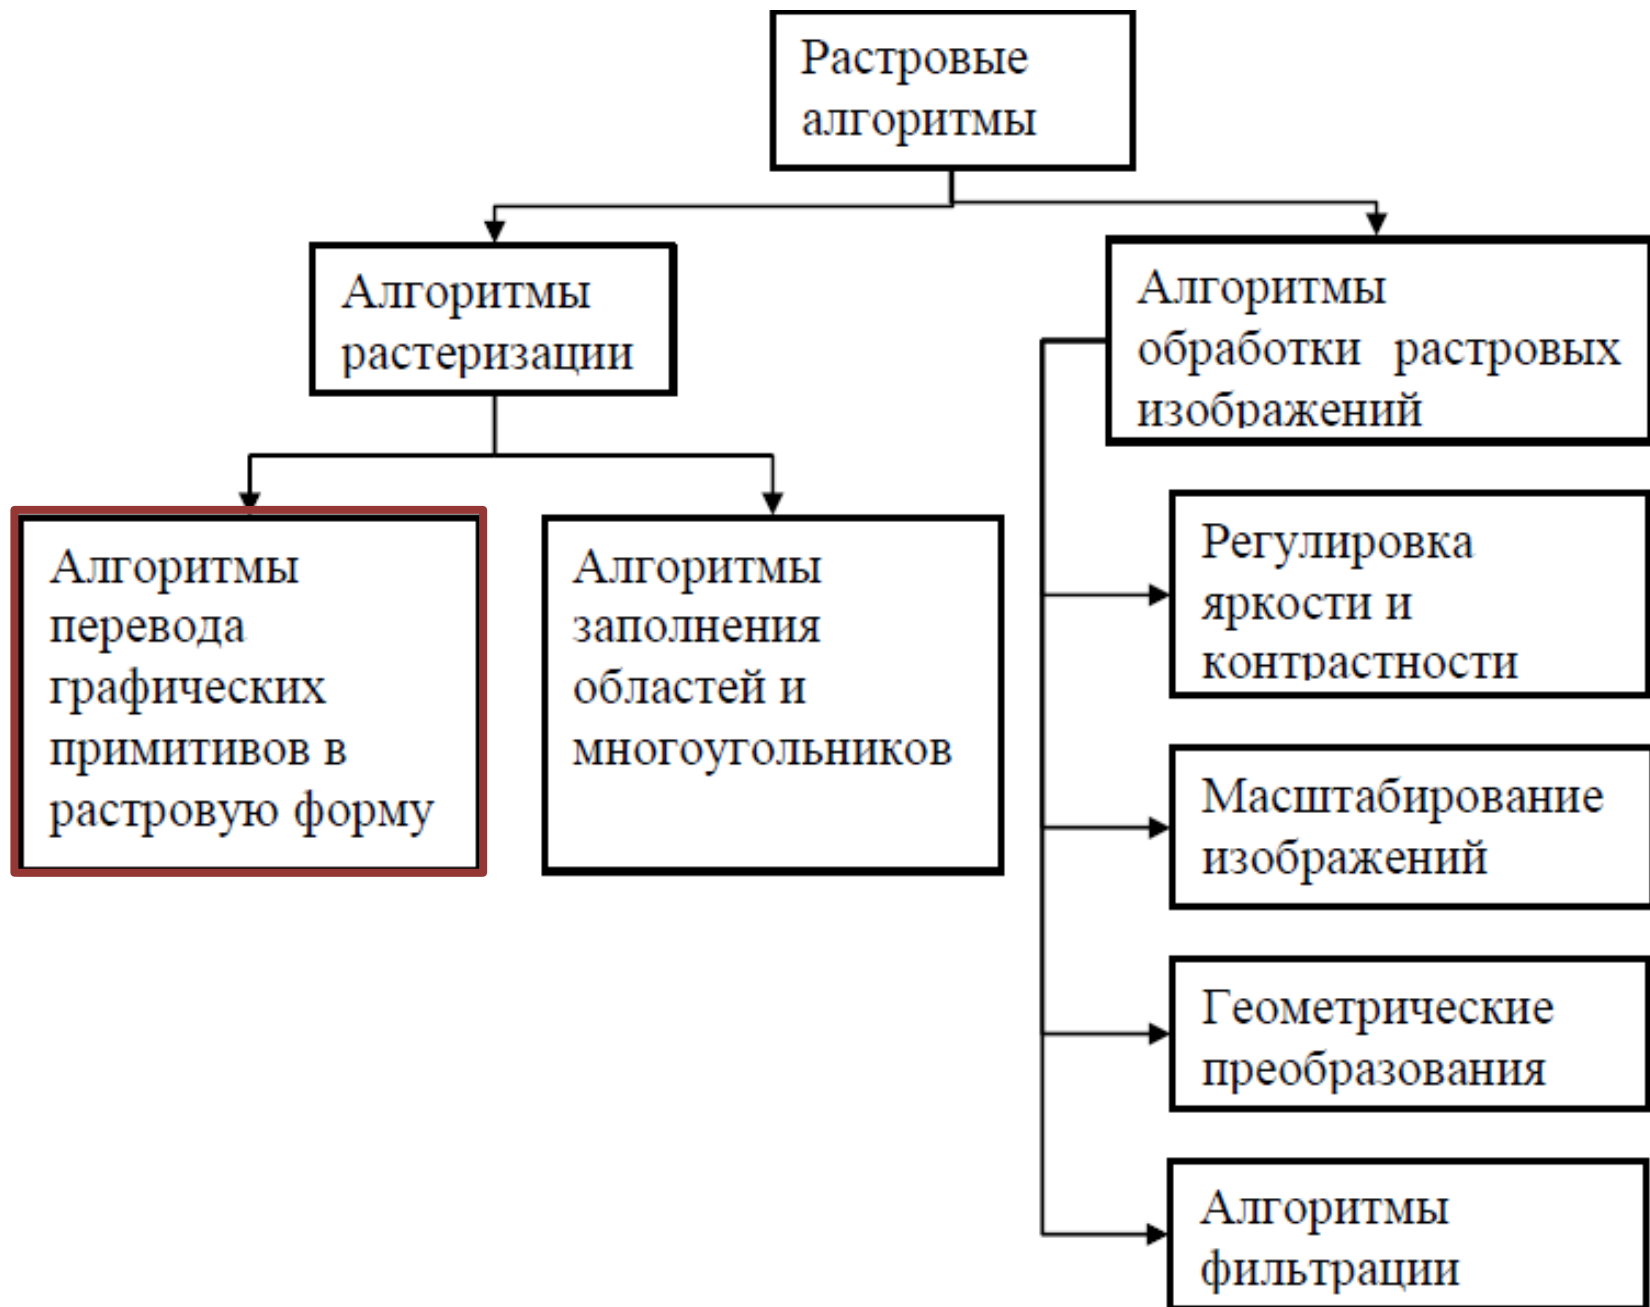 Растровые
алгоритмы
Алгоритмы
растеризации
Алгоритмы
обработки растровых
изображений
Алгоритмы
перевода
графических
примитивов в
растровую форму
Алгоритмы
заполнения
областей и
многоугольников
Регулировка
яркости и
контрастности
Масштабирование
изображений
Геометрические
преобразования
Алгоритмы
фильтрации